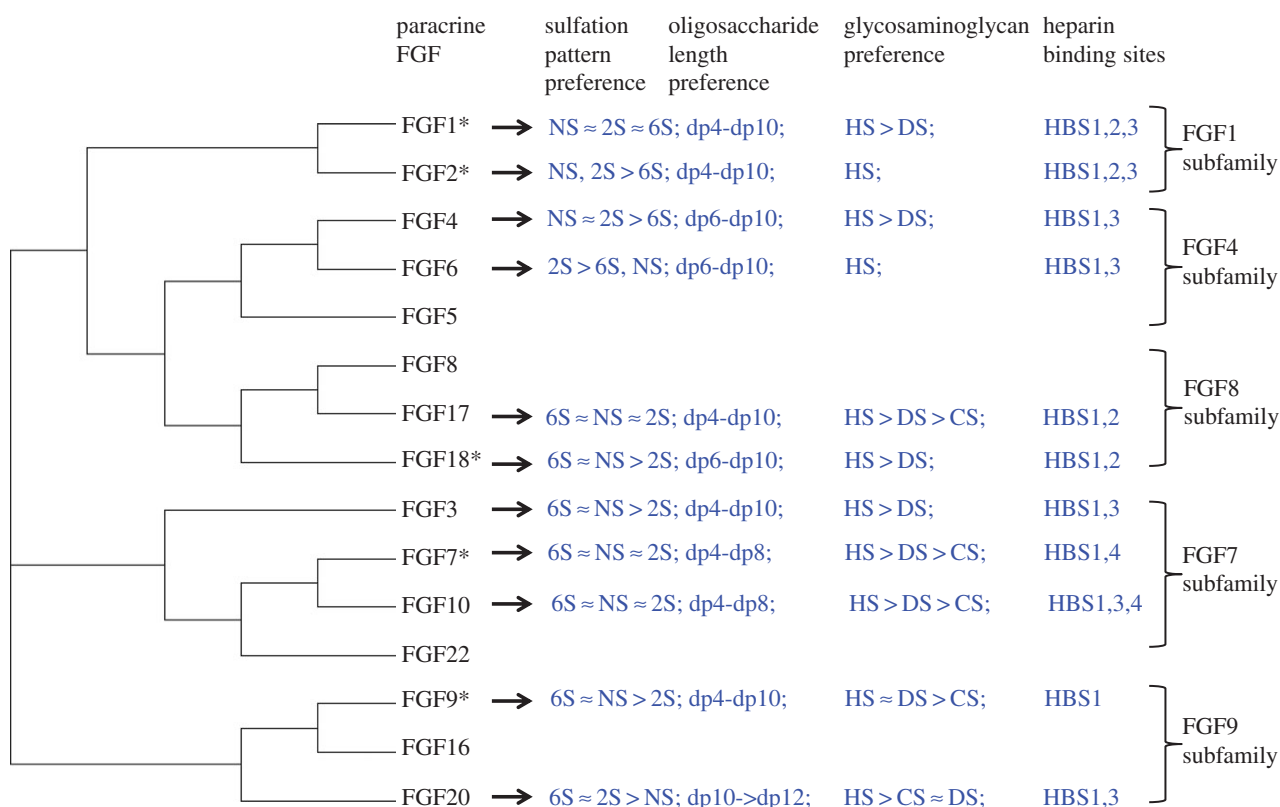 paracrine FGF sulfation pattern preference oligosaccharide length preference glycosaminoglycan preference heparin binding sites
FGF1* NS ≈ 2S ≈ 6S; dp4-dp10; HS > DS; HBS1,2,3
FGF2* NS, 2S > 6S; dp4-dp10; HS; HBS1,2,3
FGF1 subfamily
FGF4 NS ≈ 2S > 6S; dp6-dp10; HS > DS; HBS1,3
FGF6 2S > 6S, NS; dp6-dp10; HS; HBS1,3
FGF5
FGF4 subfamily
FGF8
FGF17 6S ≈ NS ≈ 2S; dp4-dp10; HS > DS > CS; HBS1,2
FGF18* 6S ≈ NS > 2S; dp6-dp10; HS > DS; HBS1,2
FGF8 subfamily
FGF3 6S ≈ NS > 2S; dp4-dp10; HS > DS; HBS1,3
FGF7* 6S ≈ NS ≈ 2S; dp4-dp8; HS > DS > CS; HBS1,4
FGF10 6S ≈ NS ≈ 2S; dp4-dp8; HS > DS > CS; HBS1,3,4
FGF22
FGF7 subfamily
FGF9* 6S ≈ NS > 2S; dp4-dp10; HS ≈ DS > CS; HBS1
FGF16
FGF20 6S ≈ 2S > NS; dp10->dp12; HS > CS ≈ DS; HBS1,3
FGF9 subfamily